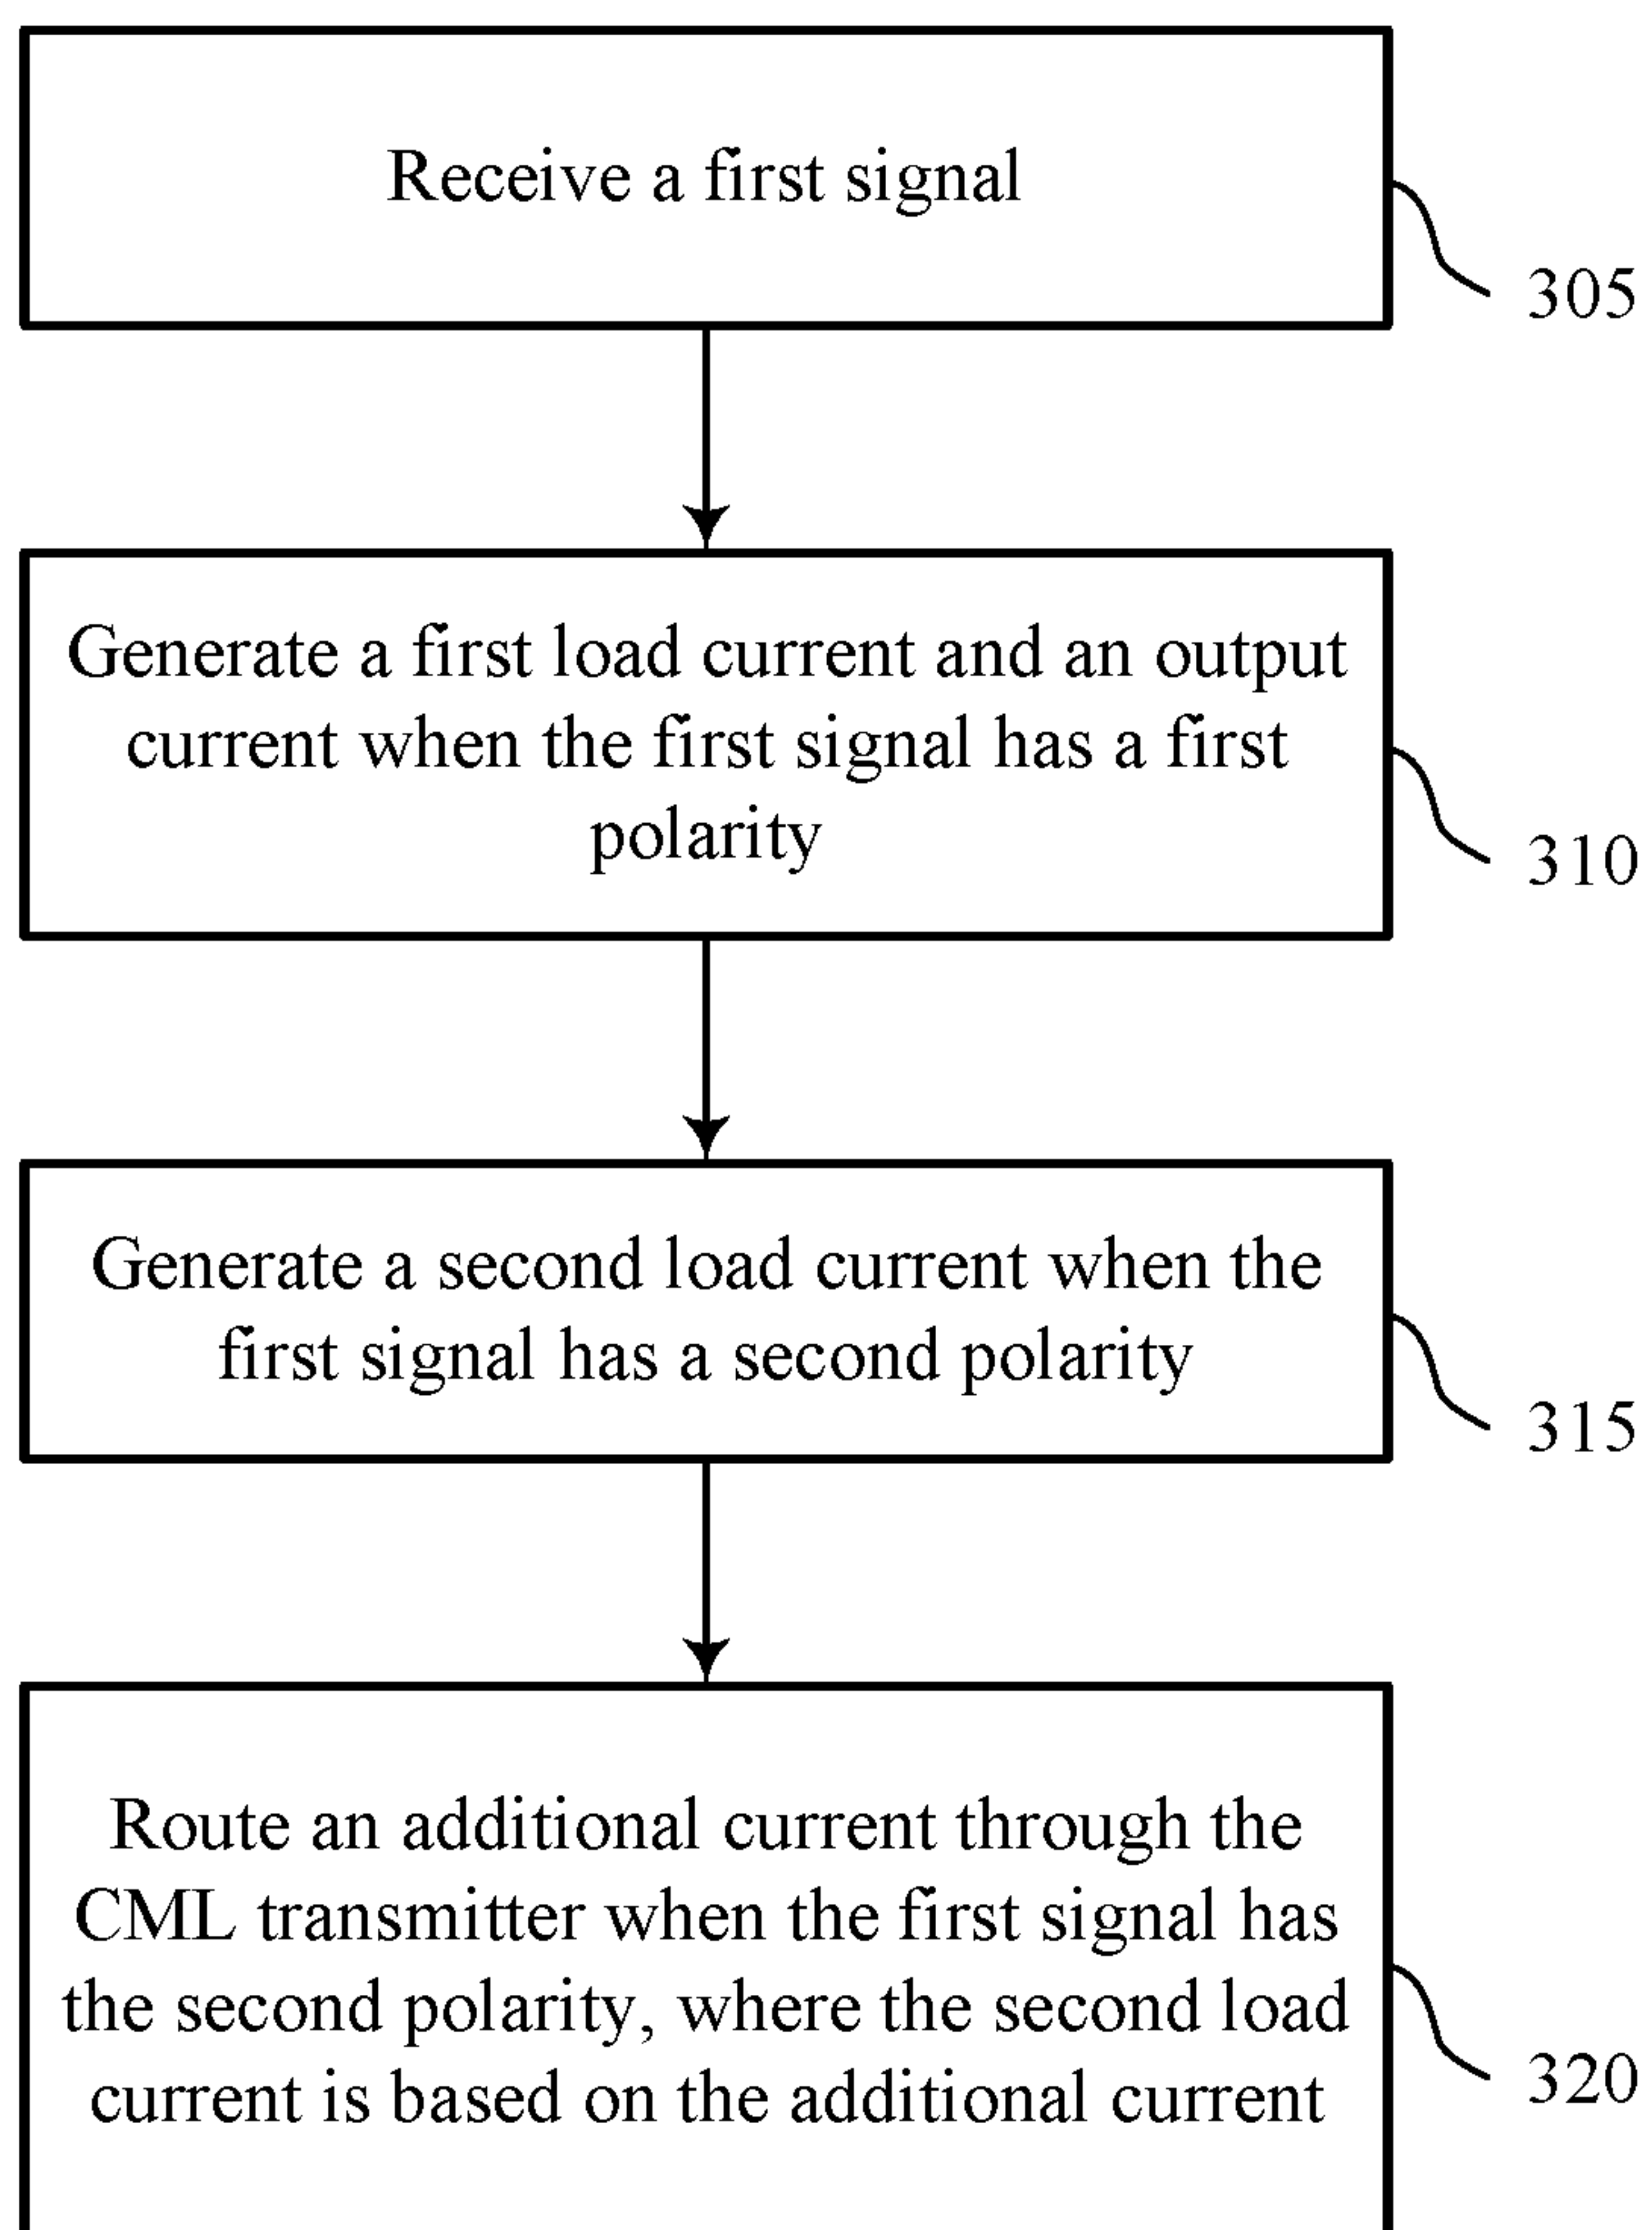 Receive a first signal
305
Generate a first load current and an output
current when the first signal has a first
polarity
310
Generate a second load current when the
first signal has a second polarity
315
Route an additional current through the
CML transmitter when the first signal has
the second polarity, where the second load
current is based on the additional current
320